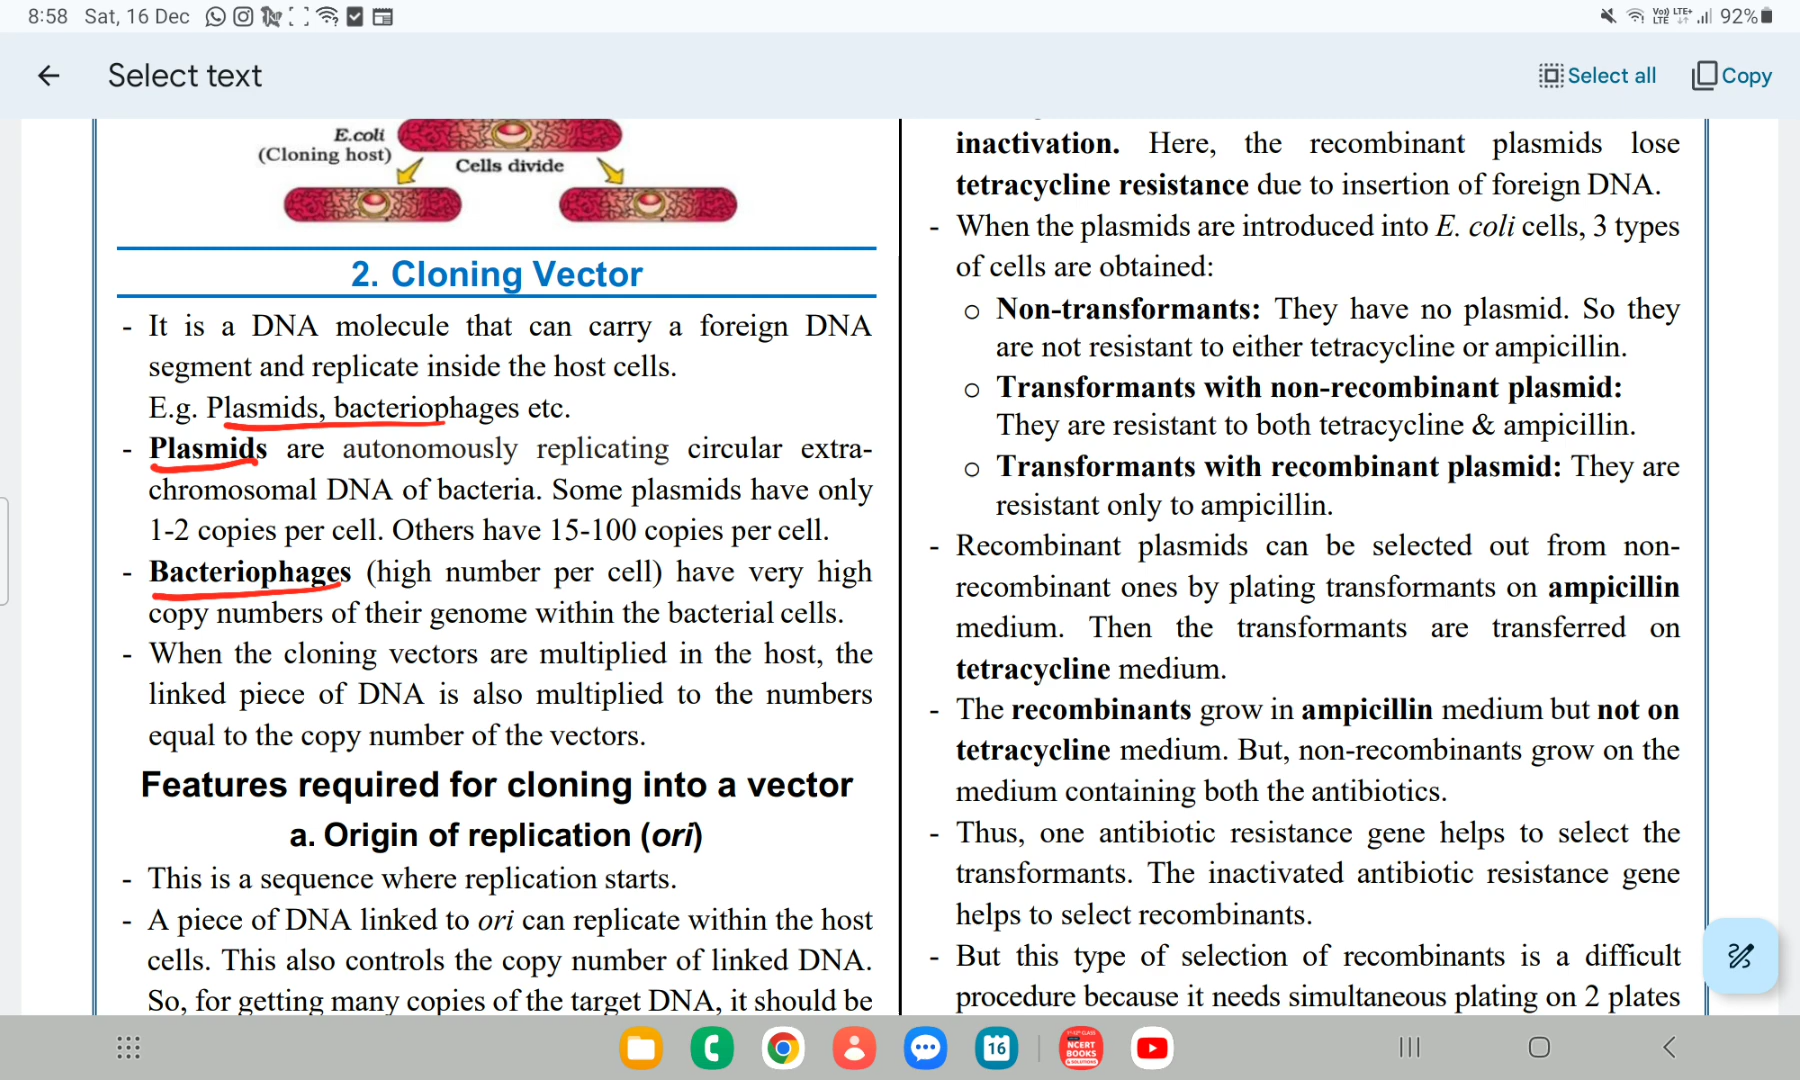 8:58 Sat, 16 Dec
Vo)) LTE+
LTE
92%
Select text
Select all
Copy
E.coli
(Cloning host)
Cells divide
2. Cloning Vector
- It is a DNA molecule that can carry a foreign DNA
segment and replicate inside the host cells.
E.g. Plasmids, bacteriophages etc.
- Plasmids are autonomously replicating circular extra-
chromosomal DNA of bacteria. Some plasmids have only
1-2 copies per cell. Others have 15-100 copies per cell.
- Bacteriophages (high number per cell) have very high
copy numbers of their genome within the bacterial cells.
- When the cloning vectors are multiplied in the host, the
linked piece of DNA is also multiplied to the numbers
equal to the copy number of the vectors.
Features required for cloning into a vector
a. Origin of replication (ori)
- This is a sequence where replication starts.
- A piece of DNA linked to ori can replicate within the host
cells. This also controls the copy number of linked DNA.
So, for getting many copies of the target DNA, it should be
inactivation. Here, the recombinant plasmids lose
tetracycline resistance due to insertion of foreign DNA.
- When the plasmids are introduced into E. coli cells, 3 types
of cells are obtained:
o Non-transformants: They have no plasmid. So they
are not resistant to either tetracycline or ampicillin.
o Transformants with non-recombinant plasmid:
They are resistant to both tetracycline & ampicillin.
o Transformants with recombinant plasmid: They are
resistant only to ampicillin.
- Recombinant plasmids can be selected out from non-
recombinant ones by plating transformants on ampicillin
medium. Then the transformants are transferred on
tetracycline medium.
- The recombinants grow in ampicillin medium but not on
tetracycline medium. But, non-recombinants grow on the
medium containing both the antibiotics.
- Thus, one antibiotic resistance gene helps to select the
transformants. The inactivated antibiotic resistance gene
helps to select recombinants.
- But this type of selection of recombinants is a difficult
procedure because it needs simultaneous plating on 2 plates
16
NCERT
BOOKS